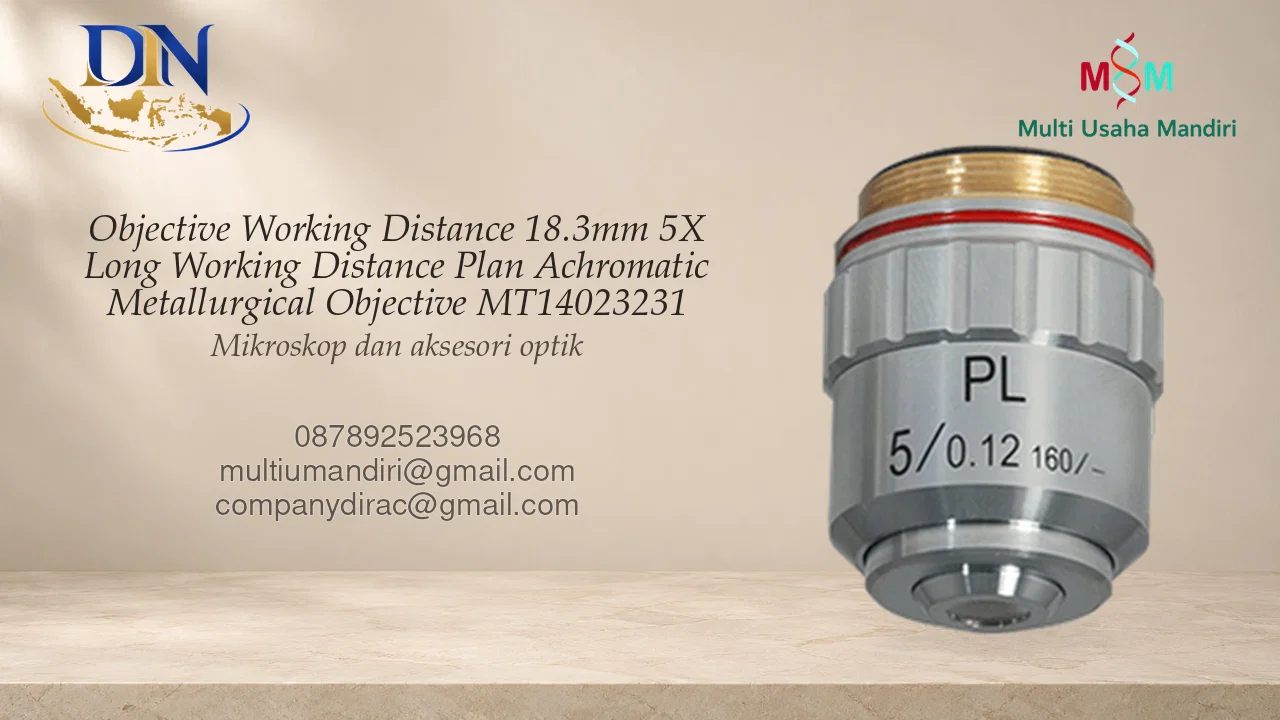 DN
M M
Multi Usaha Mandiri
Objective Working Distance 18.3mm 5X
Long Working Distance Plan Achromatic
Metallurgical Objective MT14023231
Mikroskop dan aksesori optik
087892523968
multiumandiri@gmail.com
companydirac@gmail.com
PL
5/0.12 160/–